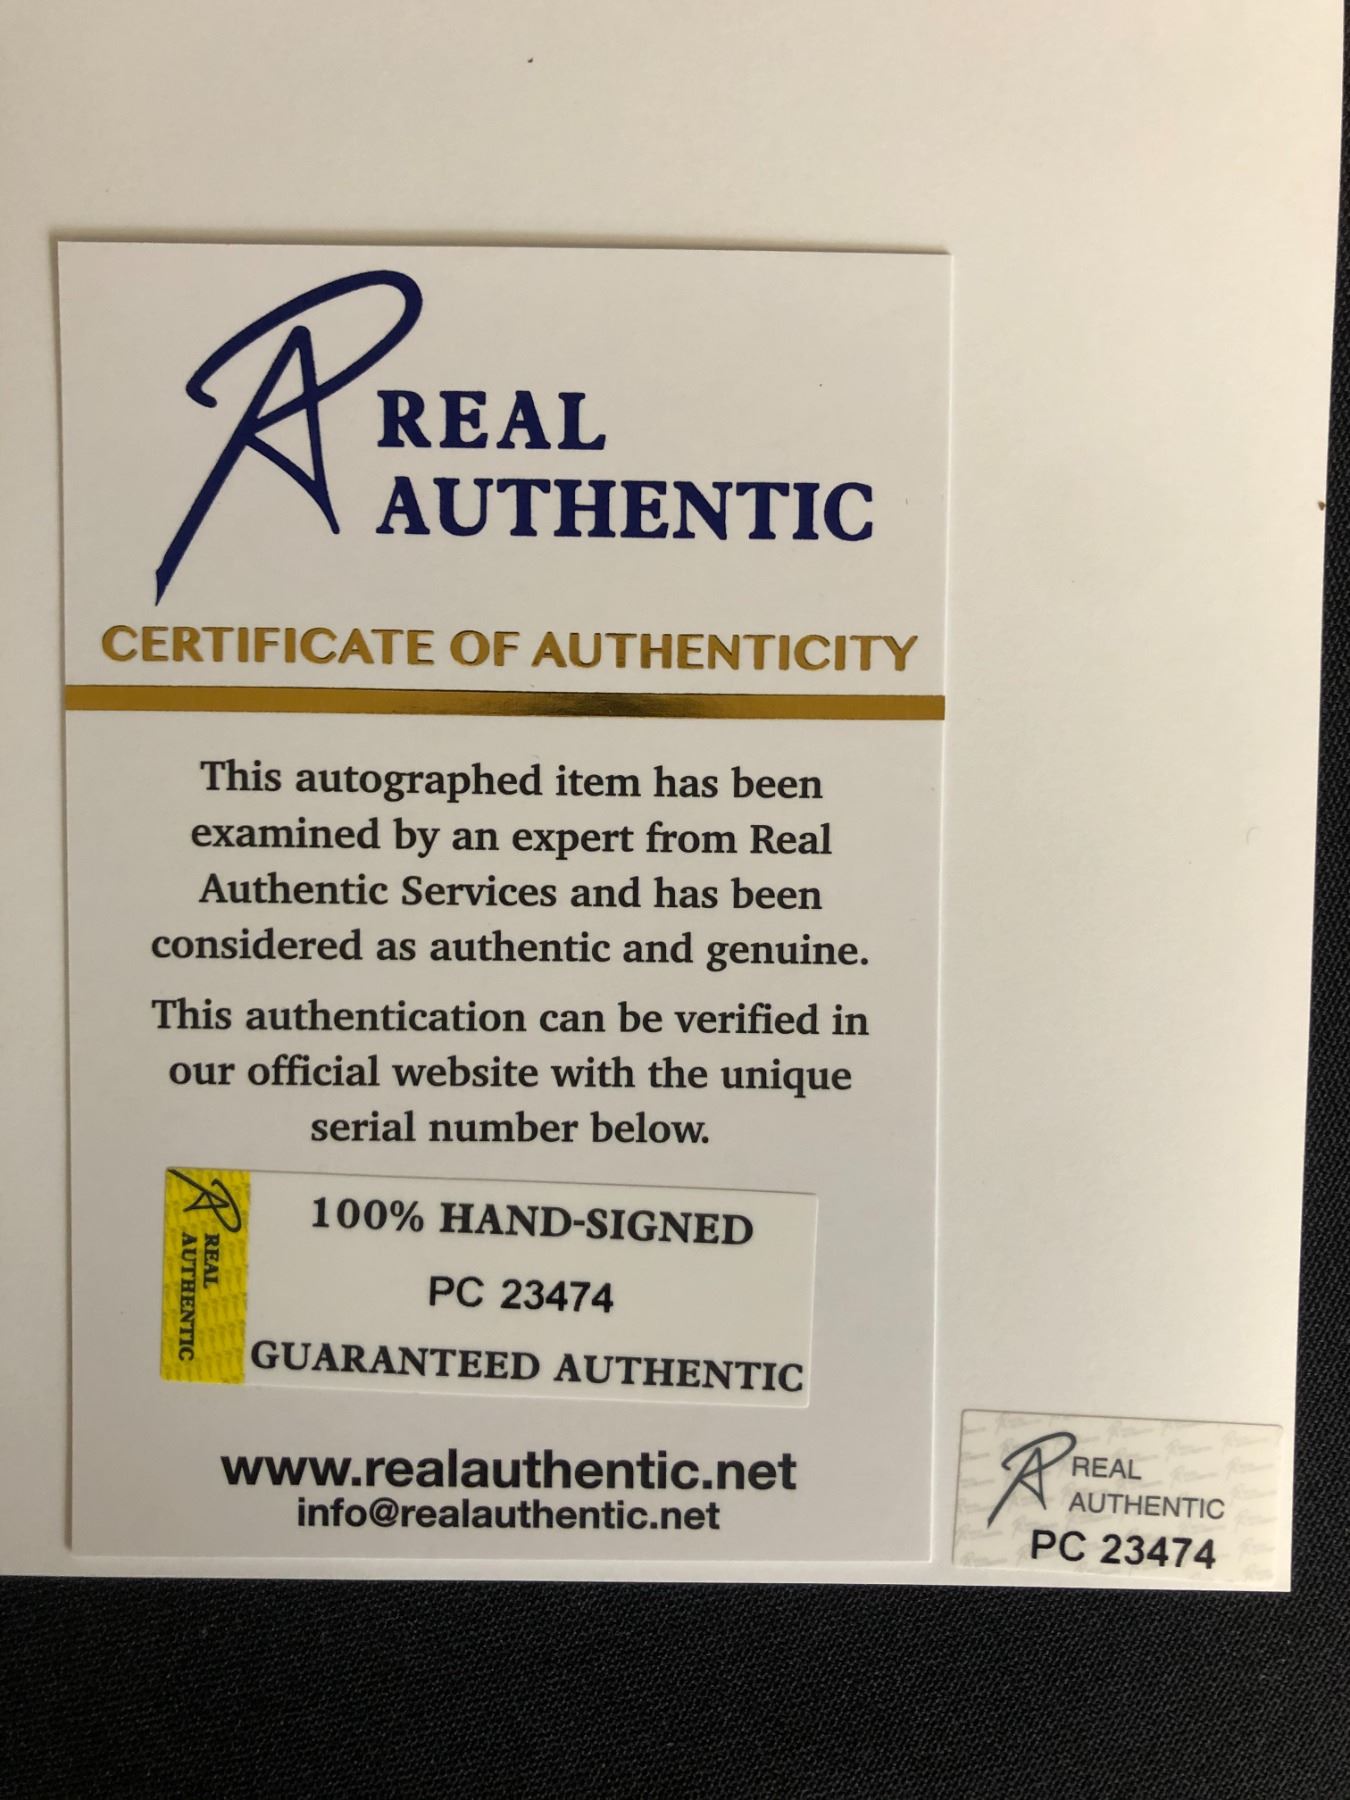 REAL
AUTHENTIC
CERTIFICATE OF AUTHENTICITY
This autographed item has been
examined by an expert from Real
Authentic Services and has been
considered as authentic and genuine.
This authentication can be verified in
our official website with the unique
serial number below.
REAL
AUTHENTIC
100% HAND-SIGNED
PC 23474
GUARANTEED AUTHENTIC
www.realauthentic.net
info@realauthentic.net
REAL
AUTHENTIC
PC 23474